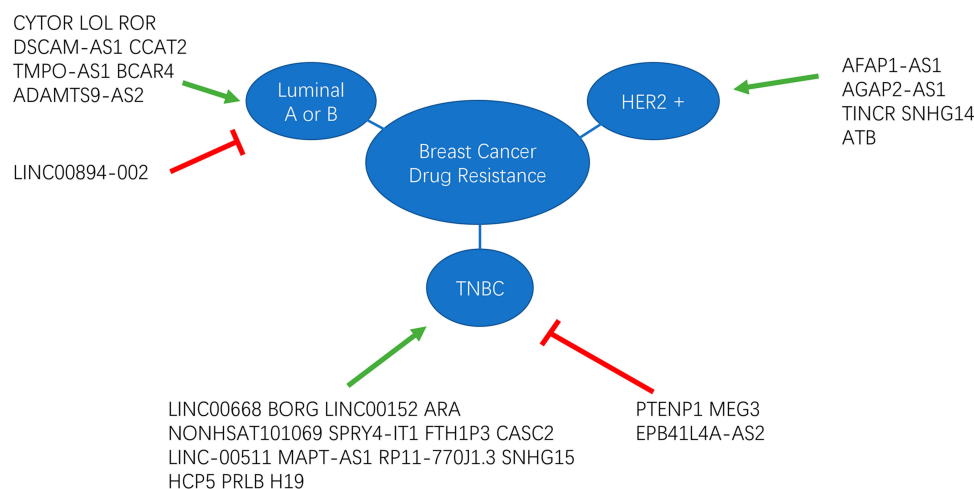 CYTOR LOL ROR
DSCAM-AS1 CCAT2
TMPO-AS1 BCAR4
ADAMTS9-AS2
LINC00894-002
Luminal
A or B
Breast Cancer
Drug Resistance
HER2 +
AFAP1-AS1
AGAP2-AS1
TINCR SNHG14
ATB
TNBC
LINC00668 BORG LINC00152 ARA
NONHSAT101069 SPRY4-IT1 FTH1P3 CASC2
LINC-00511 MAPT-AS1 RP11-770J1.3 SNHG15
HCP5 PRLB H19
PTENP1 MEG3
EPB41L4A-AS2